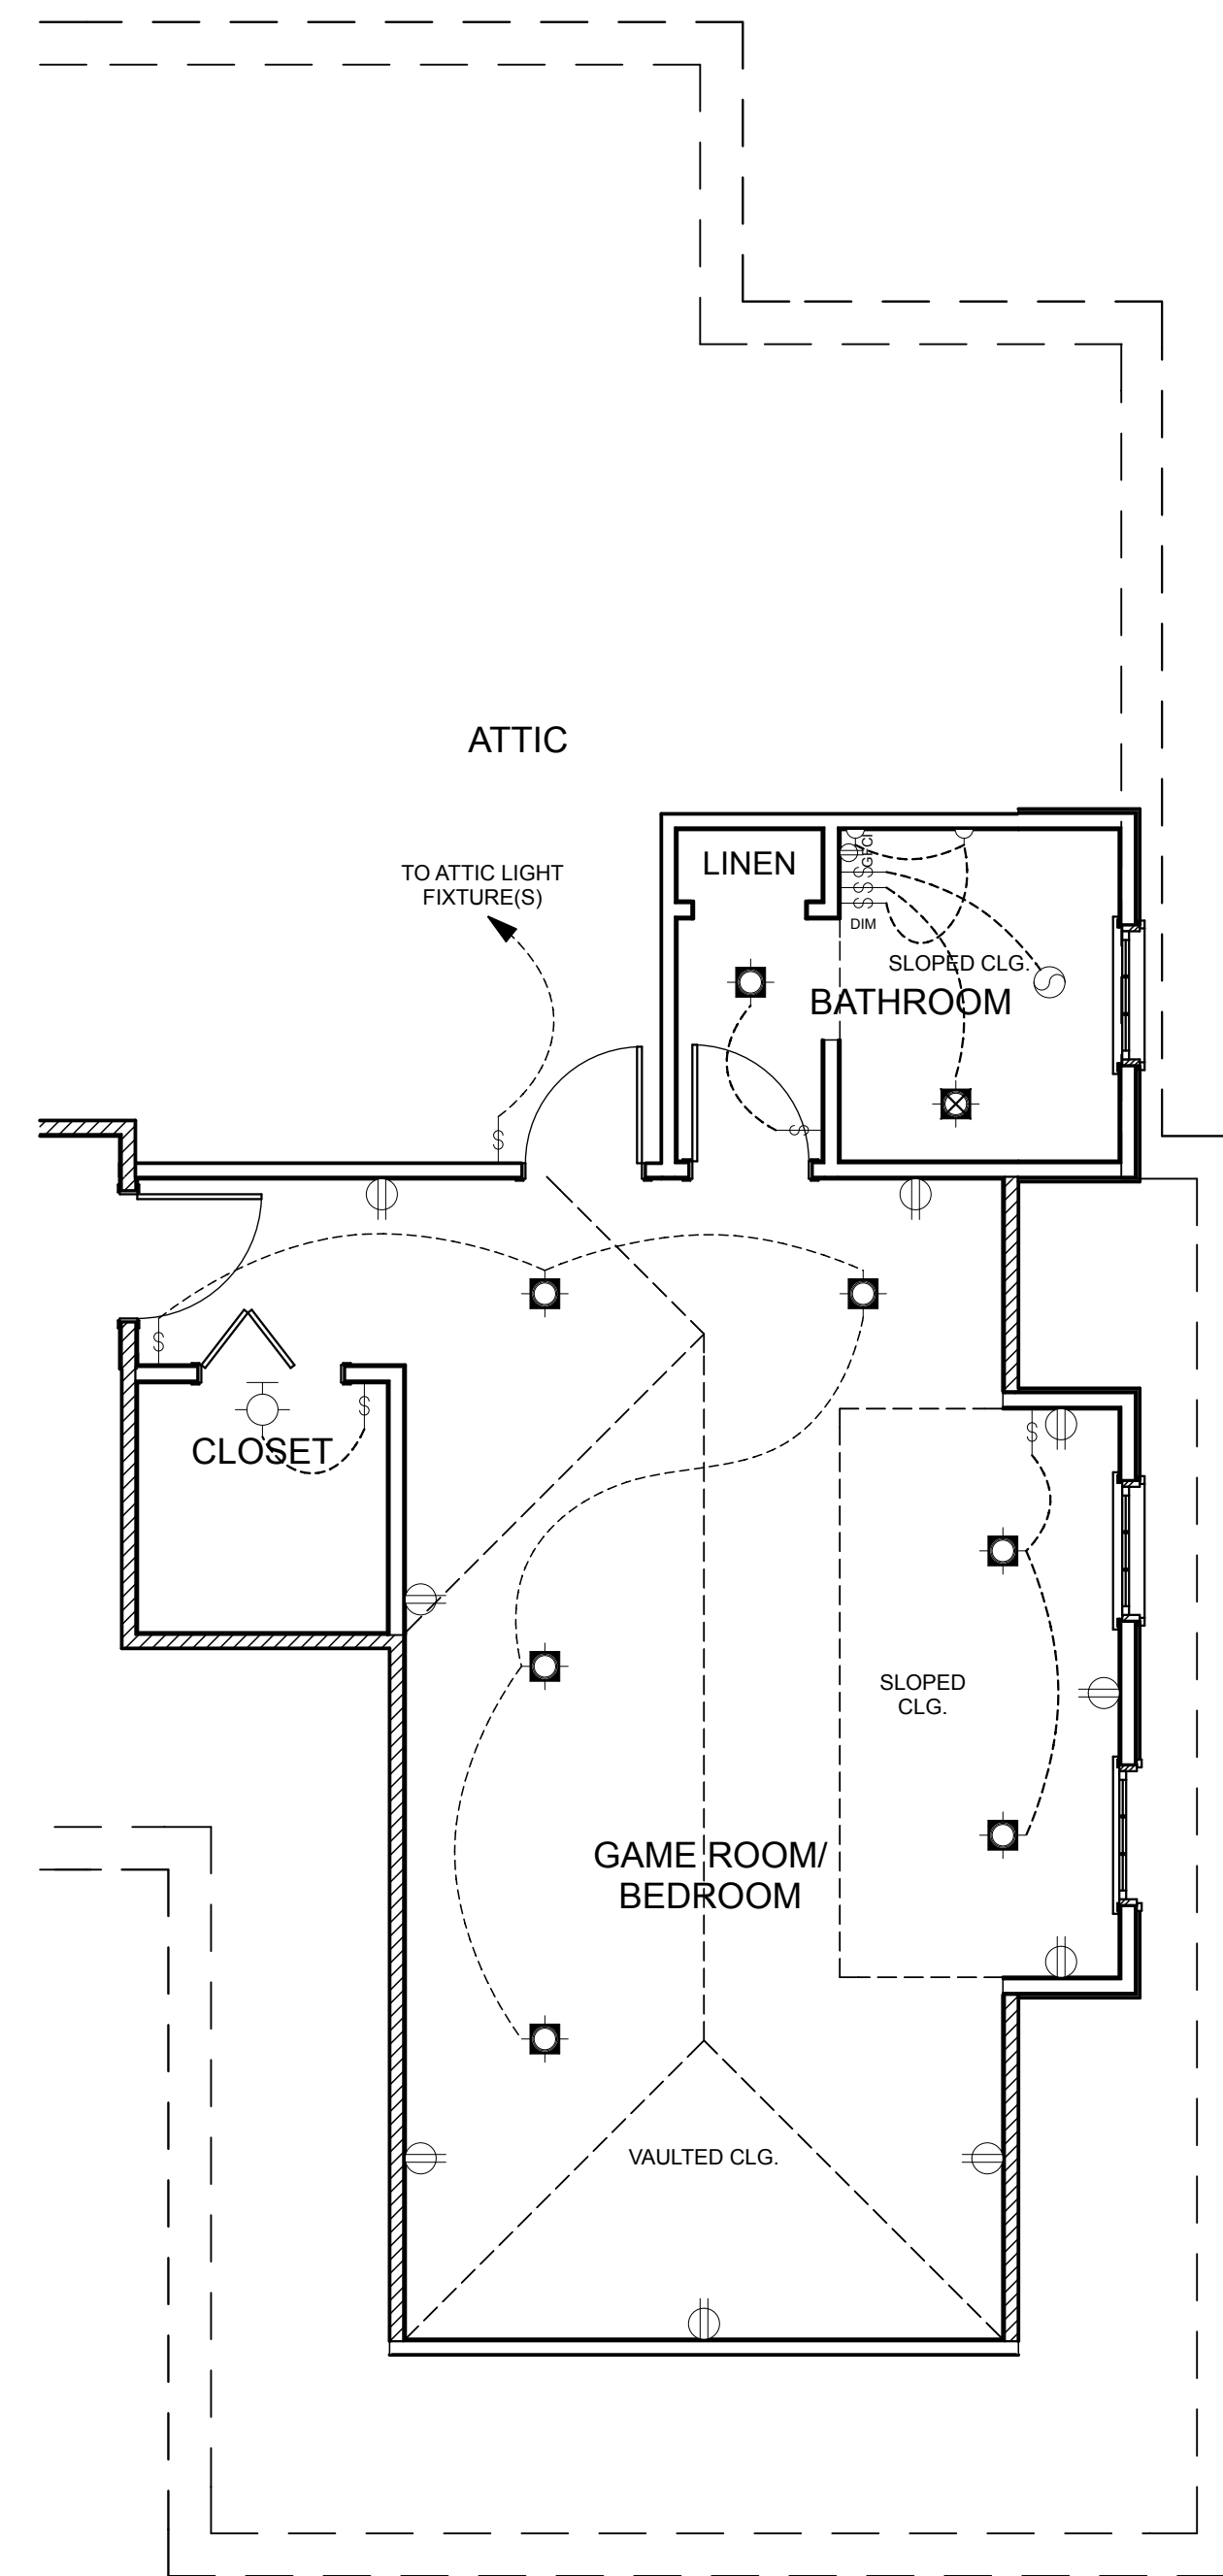 ATTIC
TO ATTIC LIGHT
FIXTURE(S)
LINEN
GFCI
S
S
S
DIM
SLOPED CLG.
BATHROOM
S
S
S
S
CLOSET
S
SLOPED
CLG.
GAME ROOM/
BEDROOM
VAULTED CLG.